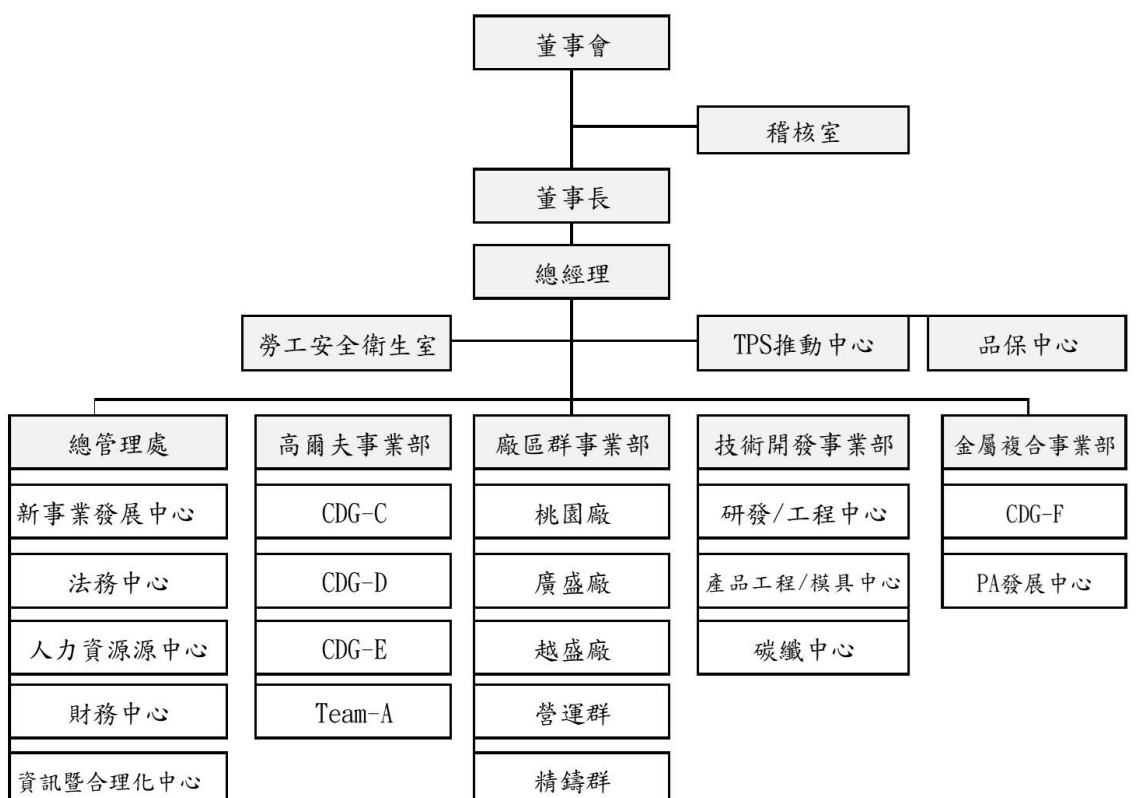 董事會
稽核室
董事長
總經理
勞工安全衛生室
TPS推動中心
品保中心
總管理處
高爾夫事業部
廠區群事業部
技術開發事業部
金屬複合事業部
新事業發展中心
CDG-C
桃園廠
研發/工程中心
CDG-F
法務中心
CDG-D
廣盛廠
產品工程/模具中心
PA發展中心
人力資源源中心
CDG-E
越盛廠
碳纖中心
財務中心
Team-A
營運群
資訊暨合理化中心
精鑄群